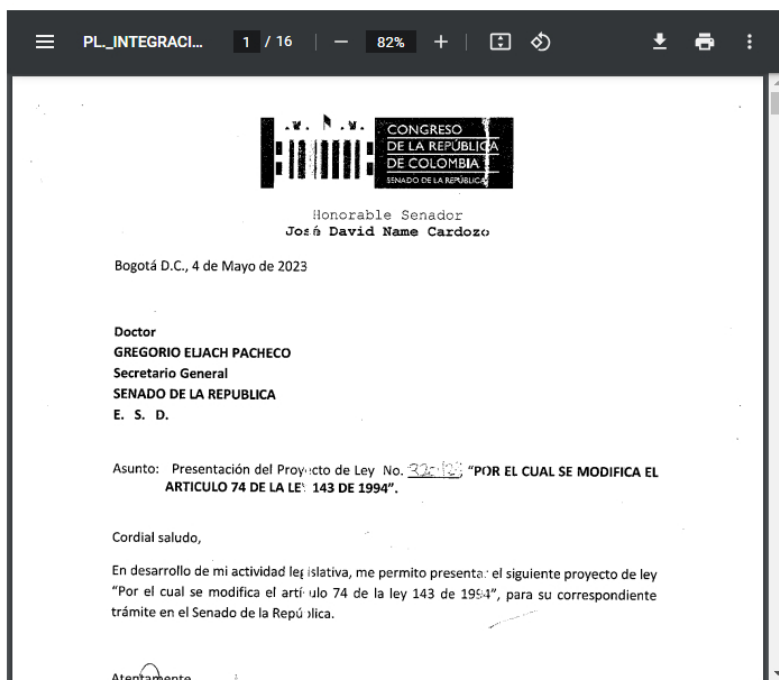 PL._INTEGRACI... 1 / 16 82%
CONGRESO
DE LA REPÚBLICA
DE COLOMBIA
SENADO DE LA REPÚBLICA
Honorable Senador
José David Name Cardozo
Bogotá D.C., 4 de Mayo de 2023
Doctor
GREGORIO ELJACH PACHECO
Secretario General
SENADO DE LA REPUBLICA
E. S. D.
Asunto: Presentación del Proyecto de Ley No. "POR EL CUAL SE MODIFICA EL
ARTICULO 74 DE LA LEY 143 DE 1994".
Cordial saludo,
En desarrollo de mi actividad legislativa, me permito presentar el siguiente proyecto de ley
"Por el cual se modifica el artículo 74 de la ley 143 de 1994", para su correspondiente
trámite en el Senado de la República.
Atentamente